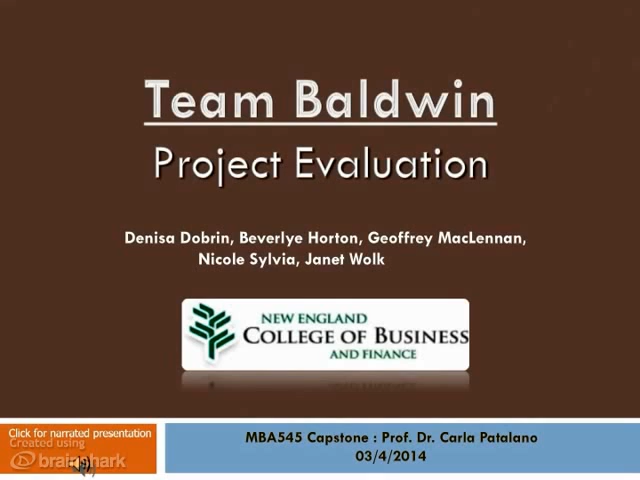 Team Baldwin
Project Evaluation
Denisa Dobrin, Beverlye Horton, Geoffrey MacLennan,
Nicole Sylvia, Janet Wolk
NEW ENGLAND
COLLEGE OF BUSINESS
AND FINANCE
Click for narrated presentation
Created using
brainshark
MBA545 Capstone : Prof. Dr. Carla Patalano
03/4/2014